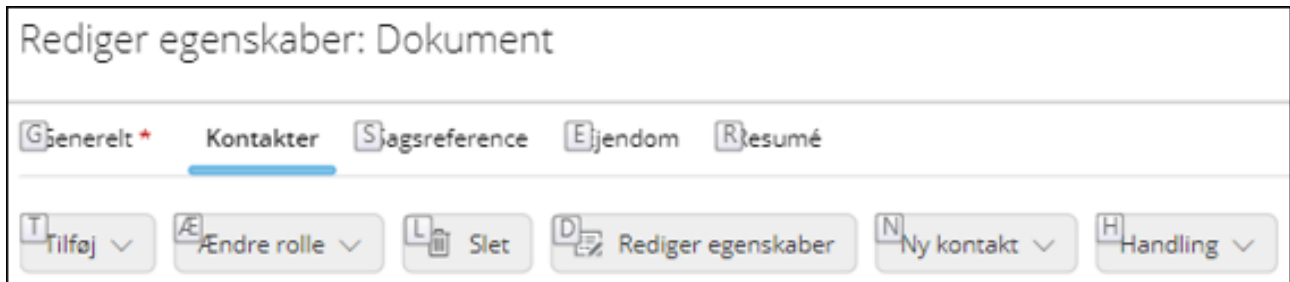 Rediger egenskaber: Dokument
G Generelt * Kontakter S Sagsreference E Ejendom R Resumé
T Tilføj Æ Ændre rolle L Slet D Rediger egenskaber N Ny kontakt H Handling